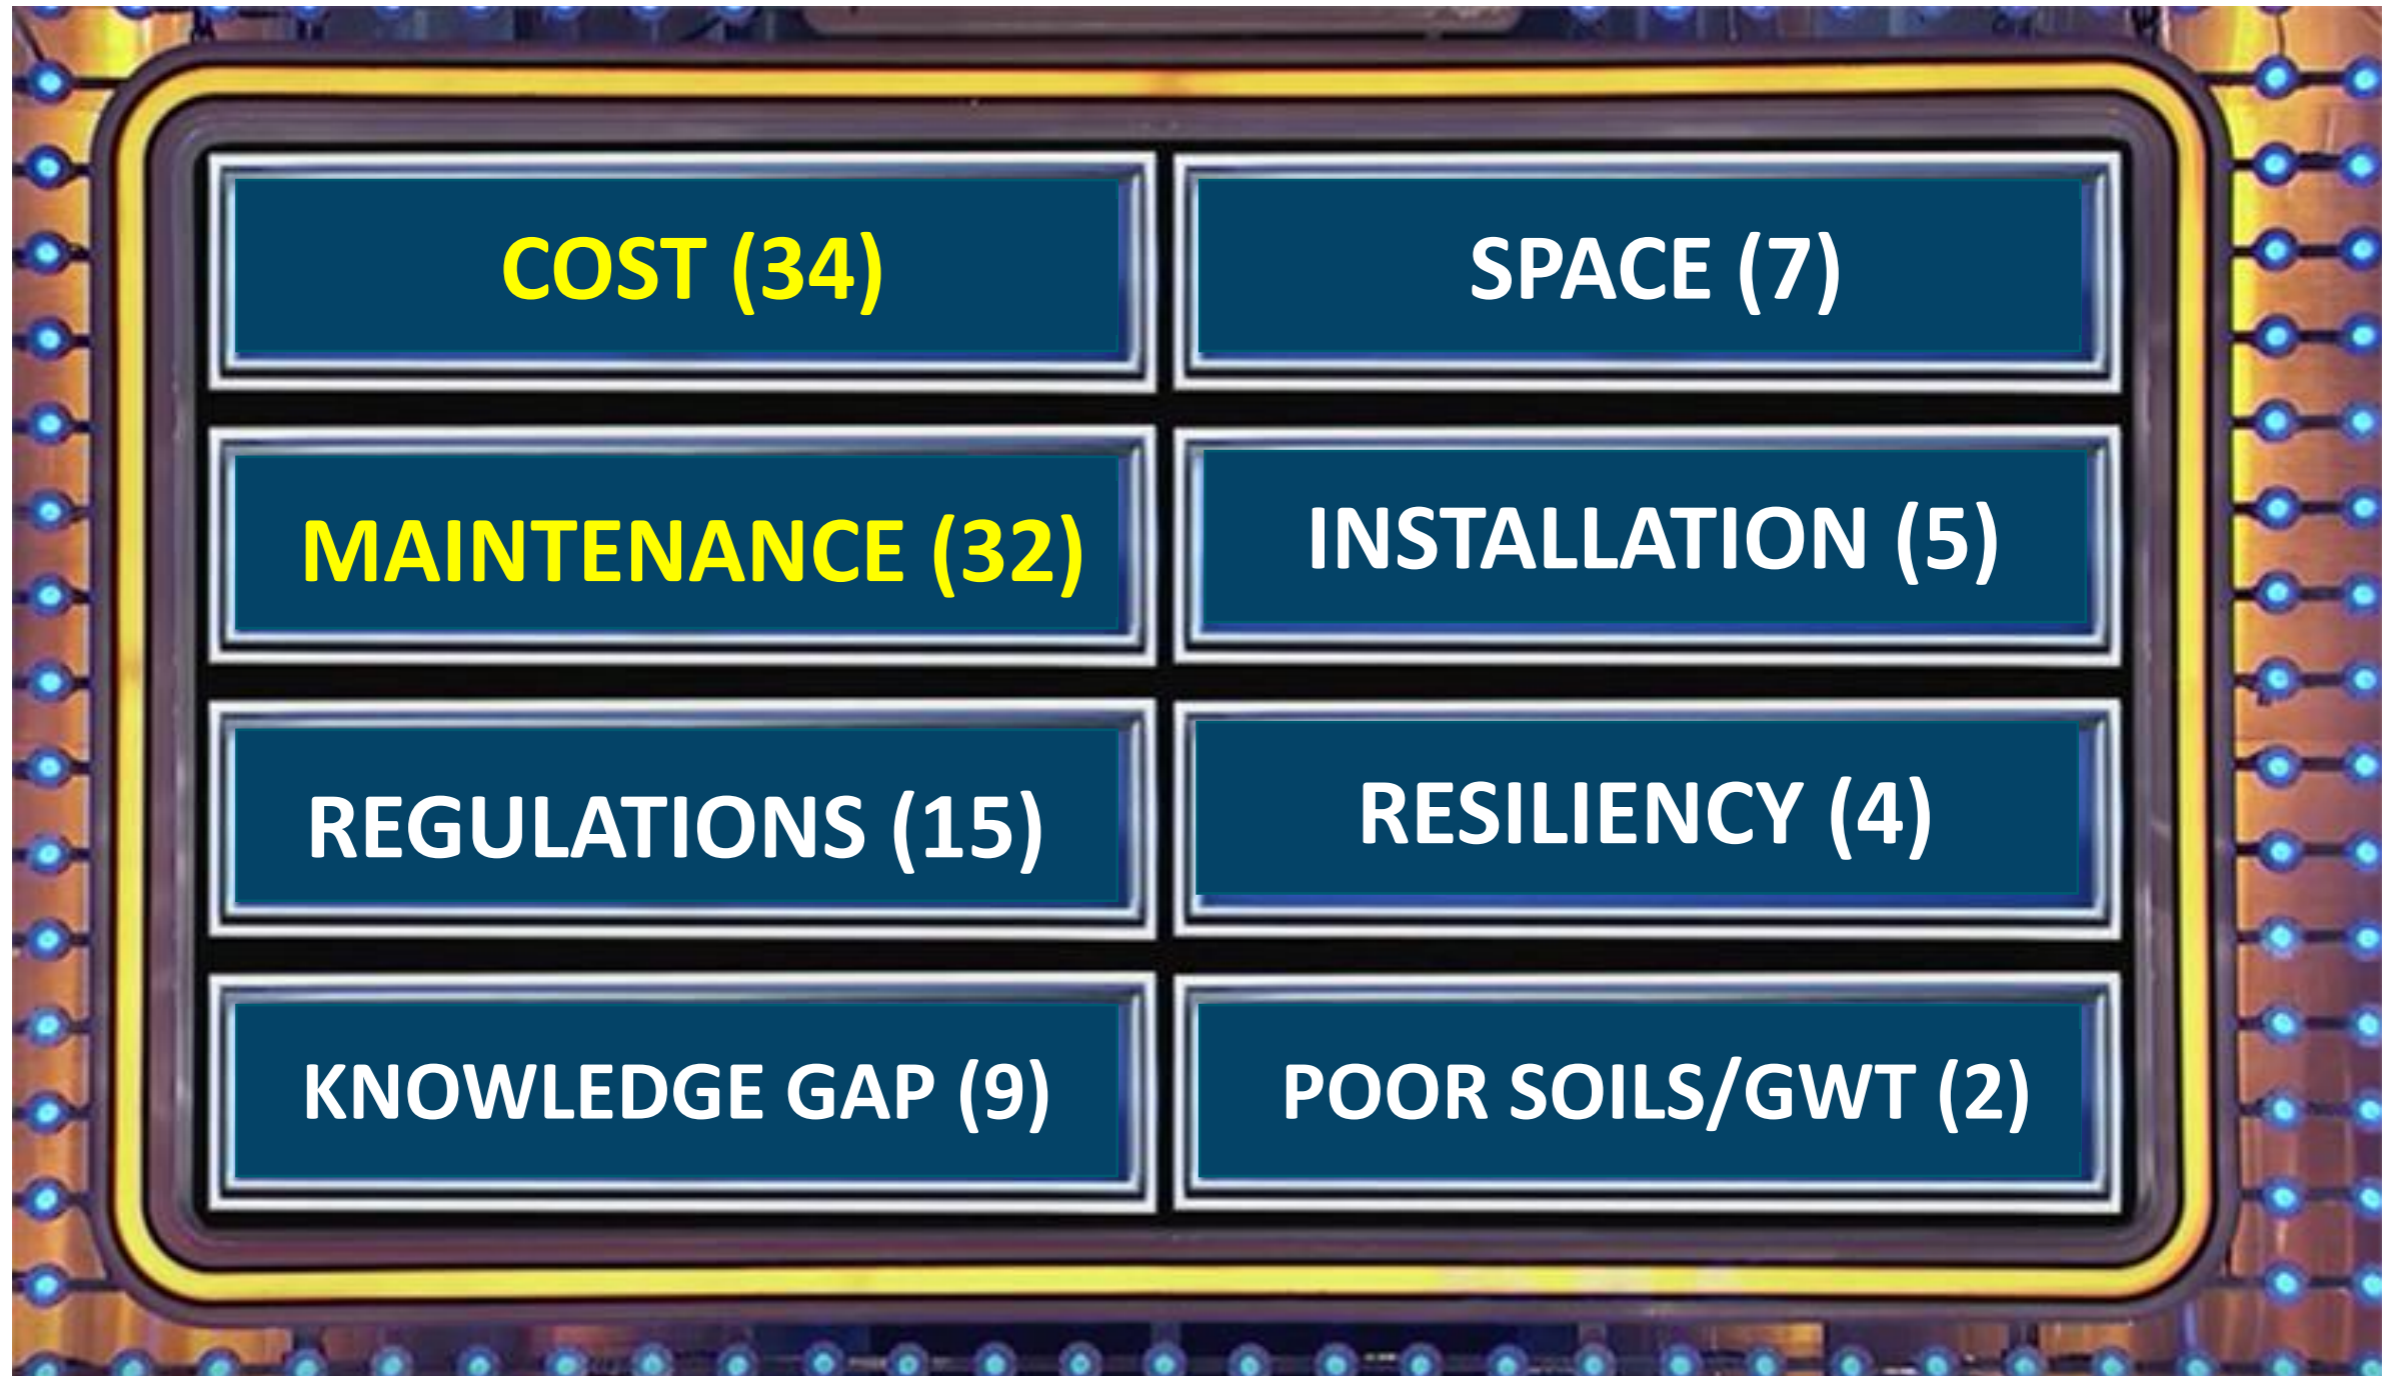 COST (34)
MAINTENANCE (32)
REGULATIONS (15)
KNOWLEDGE GAP (9)
SPACE (7)
INSTALLATION (5)
RESILIENCY (4)
POOR SOILS/GWT (2)